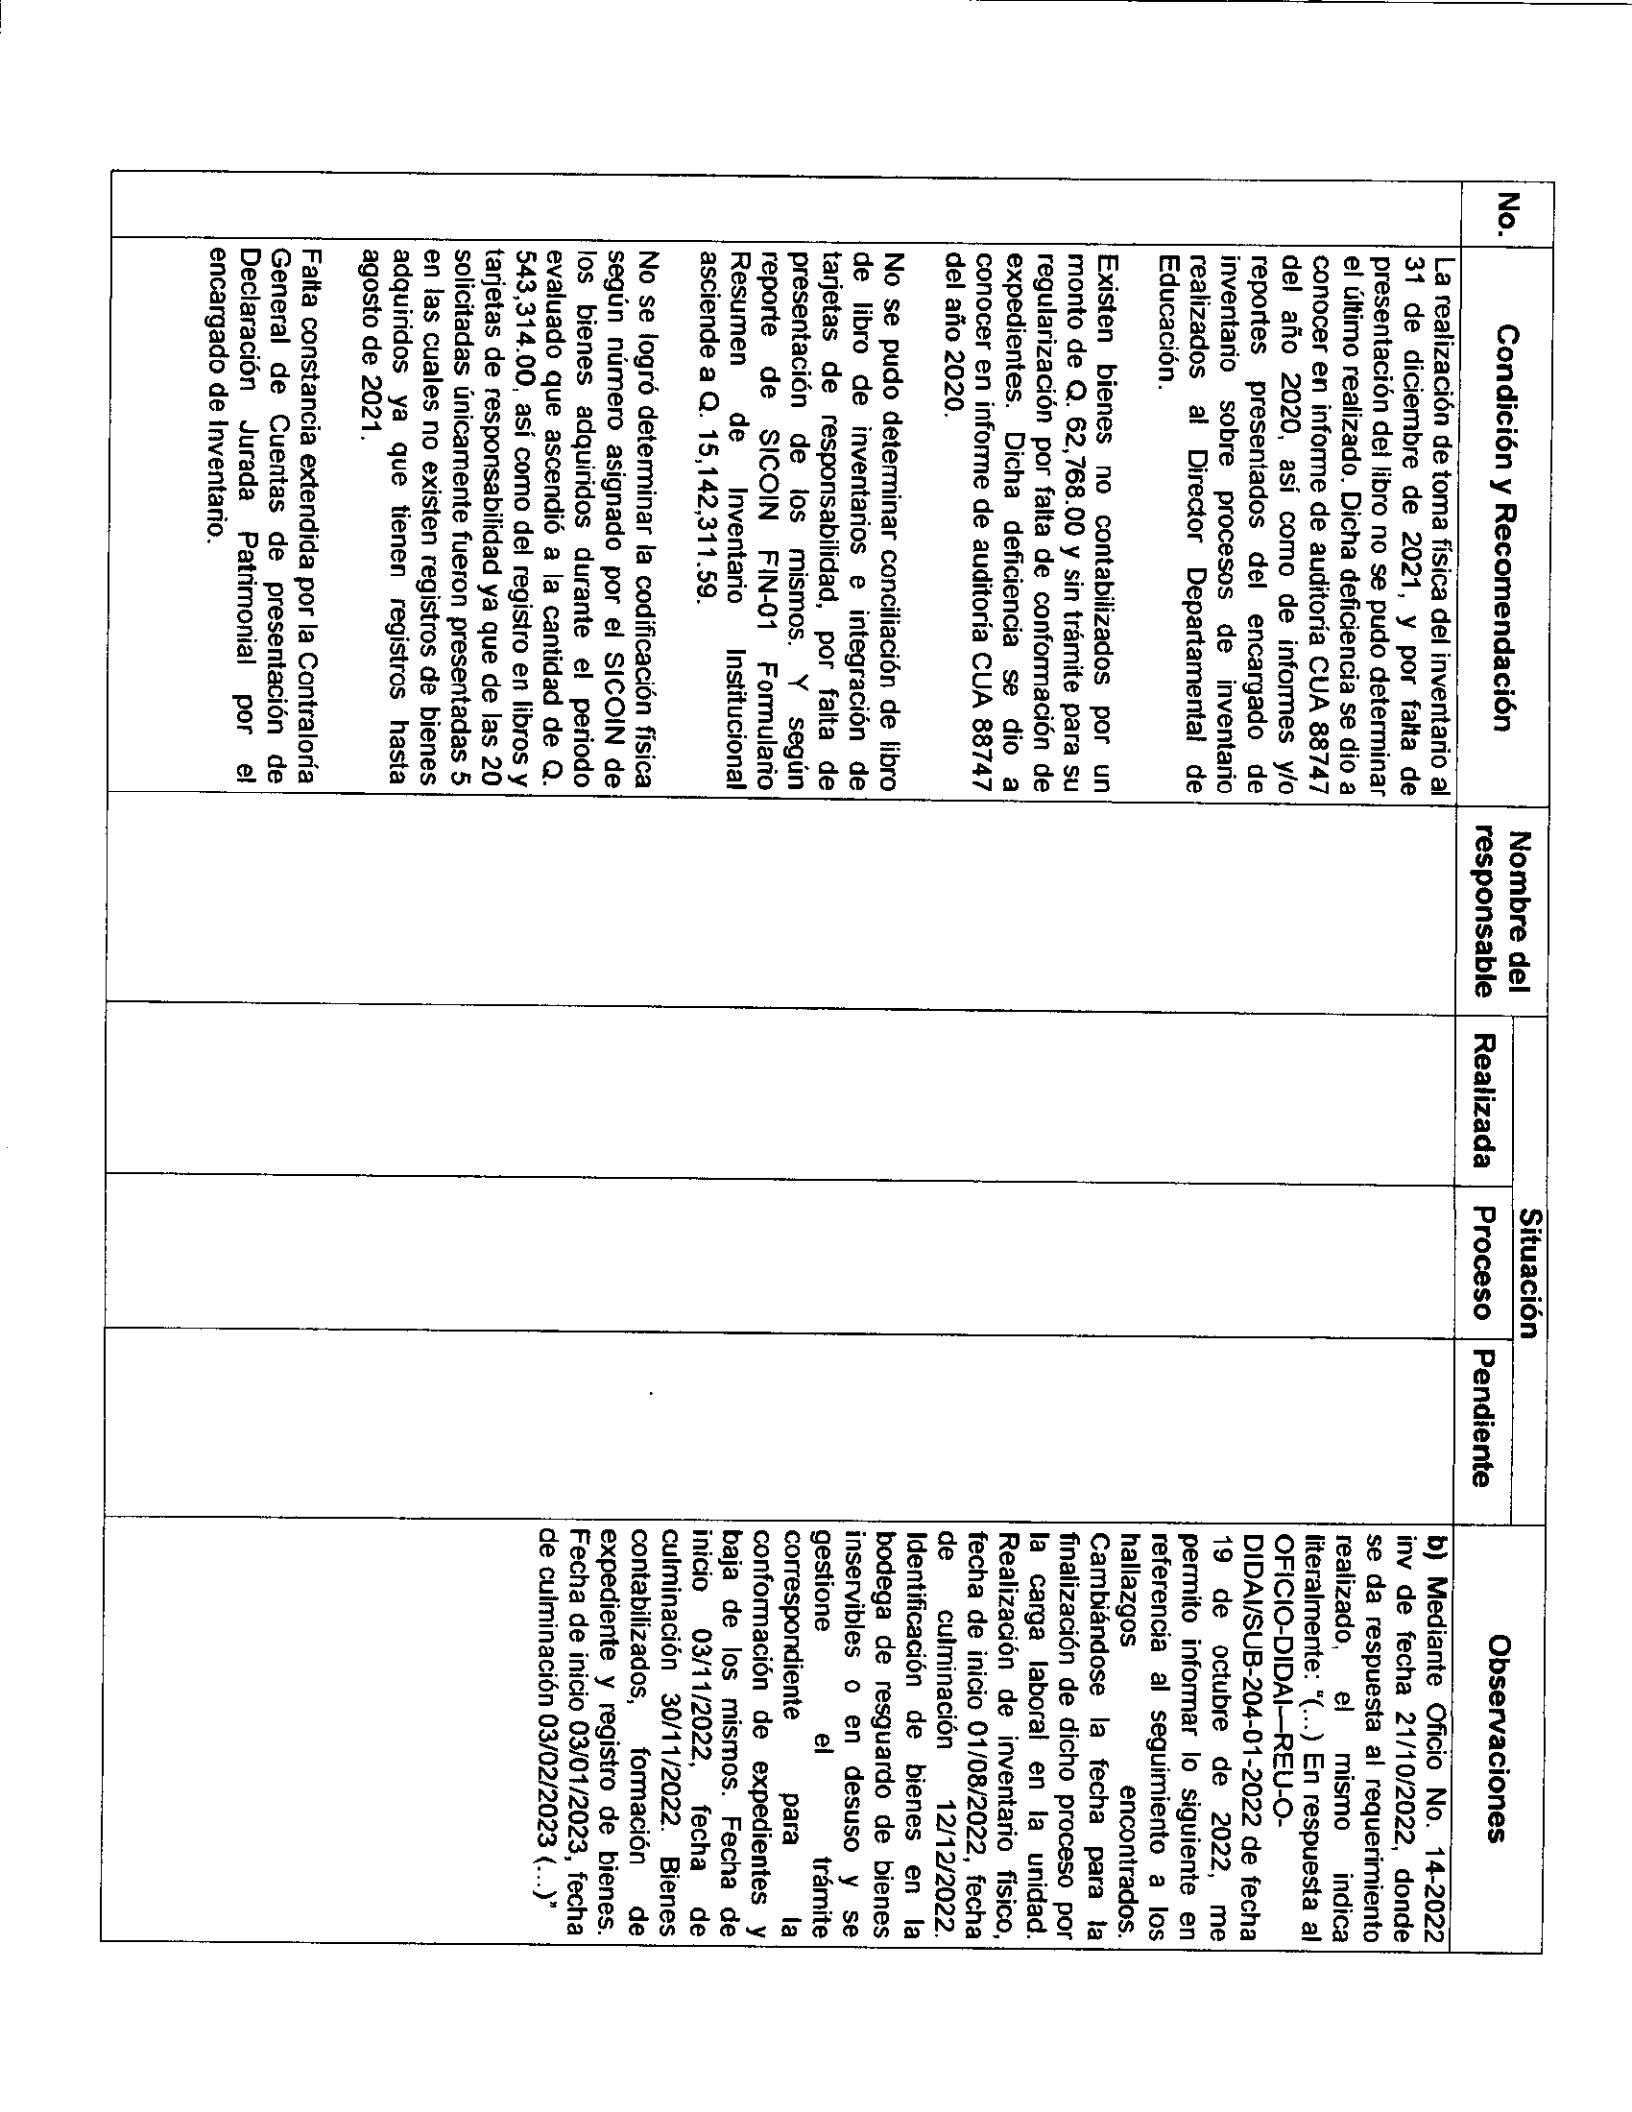 No.
Condición y Recomendación
Nombre del
responsable
Situación
Realizada
Proceso
Pendiente
Observaciones
La realización de toma física del inventario al
31 de diciembre de 2021, y por falta de
presentación del libro no se pudo determinar
el último realizado. Dicha deficiencia se dio a
conocer en informe de auditoría CUA 88747
del año 2020, así como de informes y/o
reportes presentados del encargado de
inventario sobre procesos de inventario
realizados al Director Departamental de
Educación.
Existen bienes no contabilizados por un
monto de Q. 62,768.00 y sin trámite para su
regularización por falta de conformación de
expedientes. Dicha deficiencia se dio a
conocer en informe de auditoría CUA 88747
del año 2020.
No se pudo determinar conciliación de libro
de libro de inventarios e integración de
tarjetas de responsabilidad, por falta de
presentación de los mismos. Y según
reporte de SICOIN FIN-01 Formulario
Resumen de Inventario Institucional
asciende a Q. 15,142,311.59.
No se logró determinar la codificación física
según número asignado por el SICOIN de
los bienes adquiridos durante el periodo
evaluado que ascendió a la cantidad de Q.
543,314.00, así como del registro en libros y
tarjetas de responsabilidad ya que de las 20
solicitadas únicamente fueron presentadas 5
en las cuales no existen registros de bienes
adquiridos ya que tienen registros hasta
agosto de 2021.
Falta constancia extendida por la Contraloría
General de Cuentas de presentación de
Declaración Jurada Patrimonial por el
encargado de Inventario.
b) Mediante Oficio No. 14-2022
inv de fecha 21/10/2022, donde
se da respuesta al requerimiento
realizado, el mismo indica
literalmente: "(...) En respuesta al
OFICIO-DIDAI—REU-O-
DIDAI/SUB-204-01-2022 de fecha
19 de octubre de 2022, me
permito informar lo siguiente en
referencia al seguimiento a los
hallazgos encontrados.
Cambiándose la fecha para la
finalización de dicho proceso por
la carga laboral en la unidad.
Realización de inventario físico,
fecha de inicio 01/08/2022, fecha
de culminación 12/12/2022.
Identificación de bienes en la
bodega de resguardo de bienes
inservibles o en desuso y se
gestione el trámite
correspondiente para la
conformación de expedientes y
baja de los mismos. Fecha de
inicio 03/11/2022, fecha de
culminación 30/11/2022. Bienes
contabilizados, formación de
expediente y registro de bienes.
Fecha de inicio 03/01/2023, fecha
de culminación 03/02/2023 (...)"